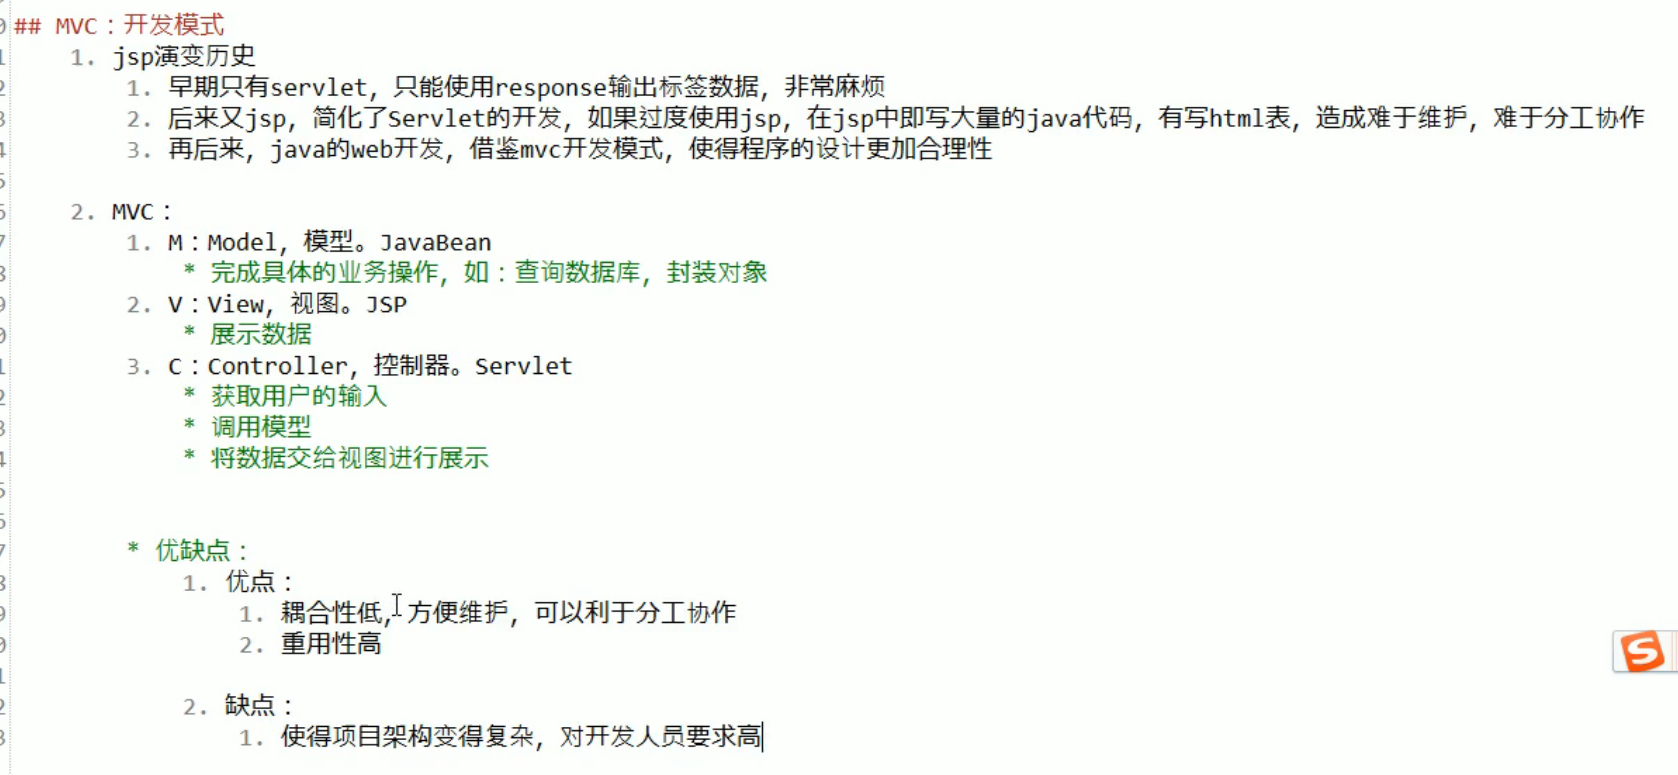 ## MVC：开发模式
1. jsp演变历史
1. 早期只有servlet，只能使用response输出标签数据，非常麻烦
2. 后来又jsp，简化了Servlet的开发，如果过度使用jsp，在jsp中即写大量的java代码，有写html表，造成难于维护，难于分工协作
3. 再后来，java的web开发，借鉴mvc开发模式，使得程序的设计更加合理性
2. MVC：
1. M：Model，模型。JavaBean
* 完成具体的业务操作，如：查询数据库，封装对象
2. V：View，视图。JSP
* 展示数据
3. C：Controller，控制器。Servlet
* 获取用户的输入
* 调用模型
* 将数据交给视图进行展示
* 优缺点：
1. 优点：
1. 耦合性低，方便维护，可以利于分工协作
2. 重用性高
2. 缺点：
1. 使得项目架构变得复杂，对开发人员要求高